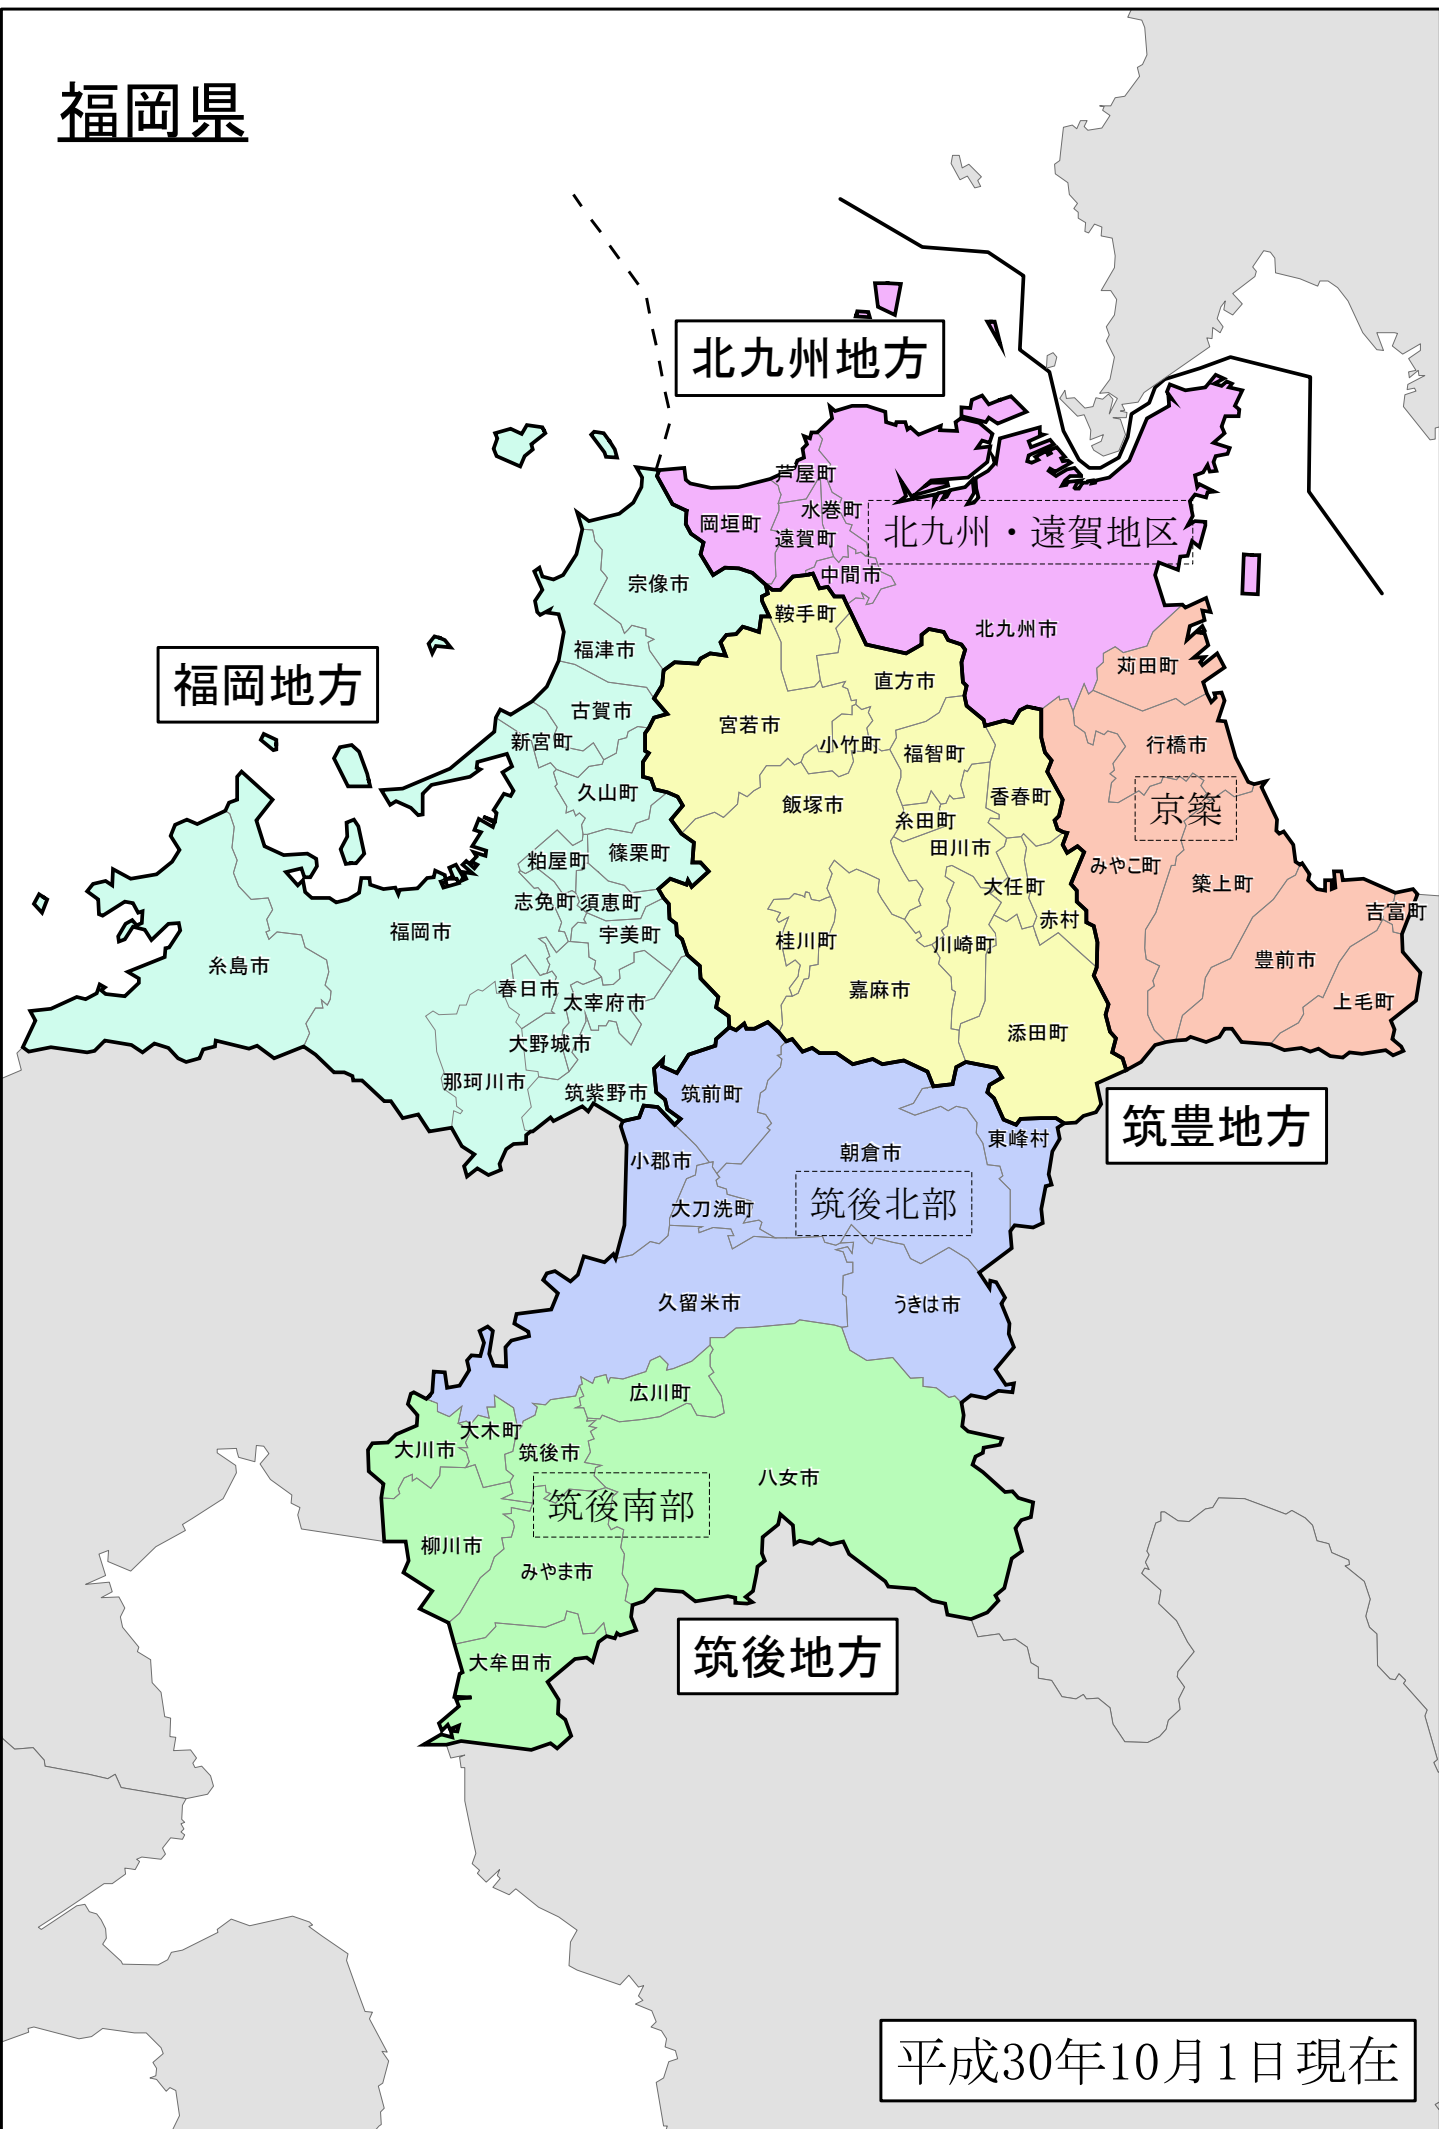 福岡県
北九州地方
芦屋町
水巻町
岡垣町
遠賀町
北九州・遠賀地区
中間市
宗像市
鞍手町
北九州市
福津市
苅田町
福岡地方
直方市
古賀市
宮若市
新宮町
小竹町
福智町
行橋市
久山町
飯塚市
香春町
京築
糸田町
田川市
粕屋町
篠栗町
みやこ町
築上町
大任町
志免町
須恵町
吉富町
赤村
福岡市
宇美町
桂川町
川崎町
糸島市
豊前市
春日市
太宰府市
嘉麻市
上毛町
大野城市
添田町
那珂川市
筑紫野市
筑前町
筑豊地方
東峰村
小郡市
朝倉市
大刀洗町
筑後北部
久留米市
うきは市
広川町
大木町
大川市
筑後市
八女市
筑後南部
柳川市
みやま市
筑後地方
大牟田市
平成30年10月1日現在